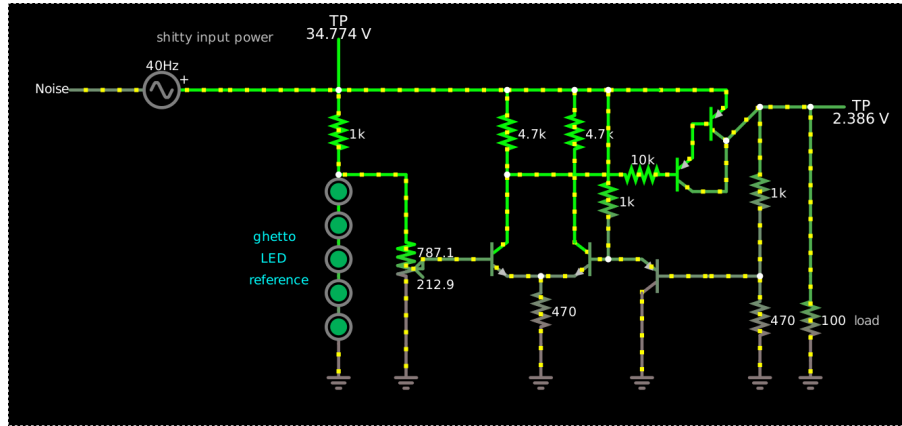 TP
34.774 V
shitty input power
40Hz
+
Noise
TP
2.386 V
1k
4.7k
4.7k
10k
1k
1k
ghetto
LED
reference
787.1
212.9
470
470
100
load